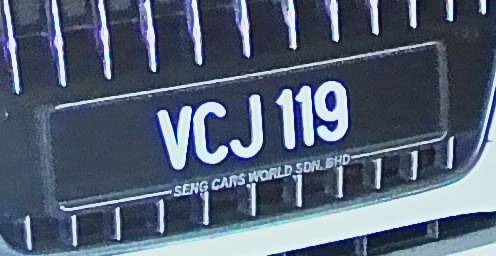 VCJ 119
SENG CARS WORLD SDN. BHD